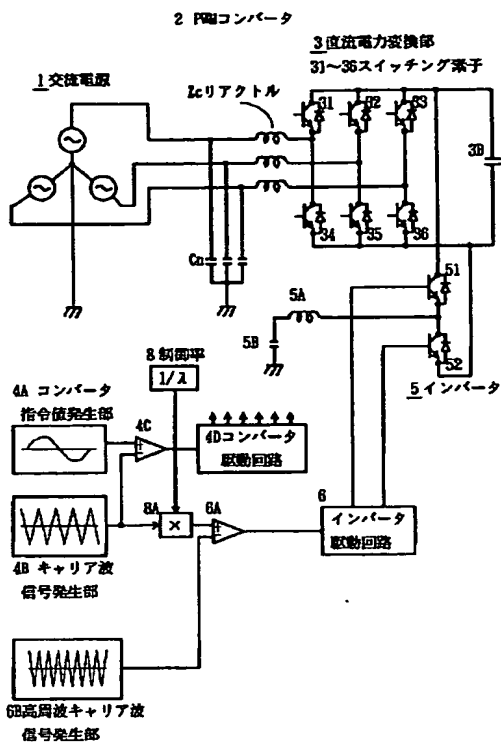 2 PWMコンバータ
3 直流電力変換部
31～36スイッチング素子
1 交流電源
Zcリアクトル
31
32
33
3B
34
35
36
Cn
51
5A
5B
52
5 インバータ
8 制御率
1/λ
4A コンバータ
指令値発生部
4C
4Dコンバータ
駆動回路
8A
×
6A
6
インバータ
駆動回路
4B キャリア波
信号発生部
6B高周波キャリア波
信号発生部